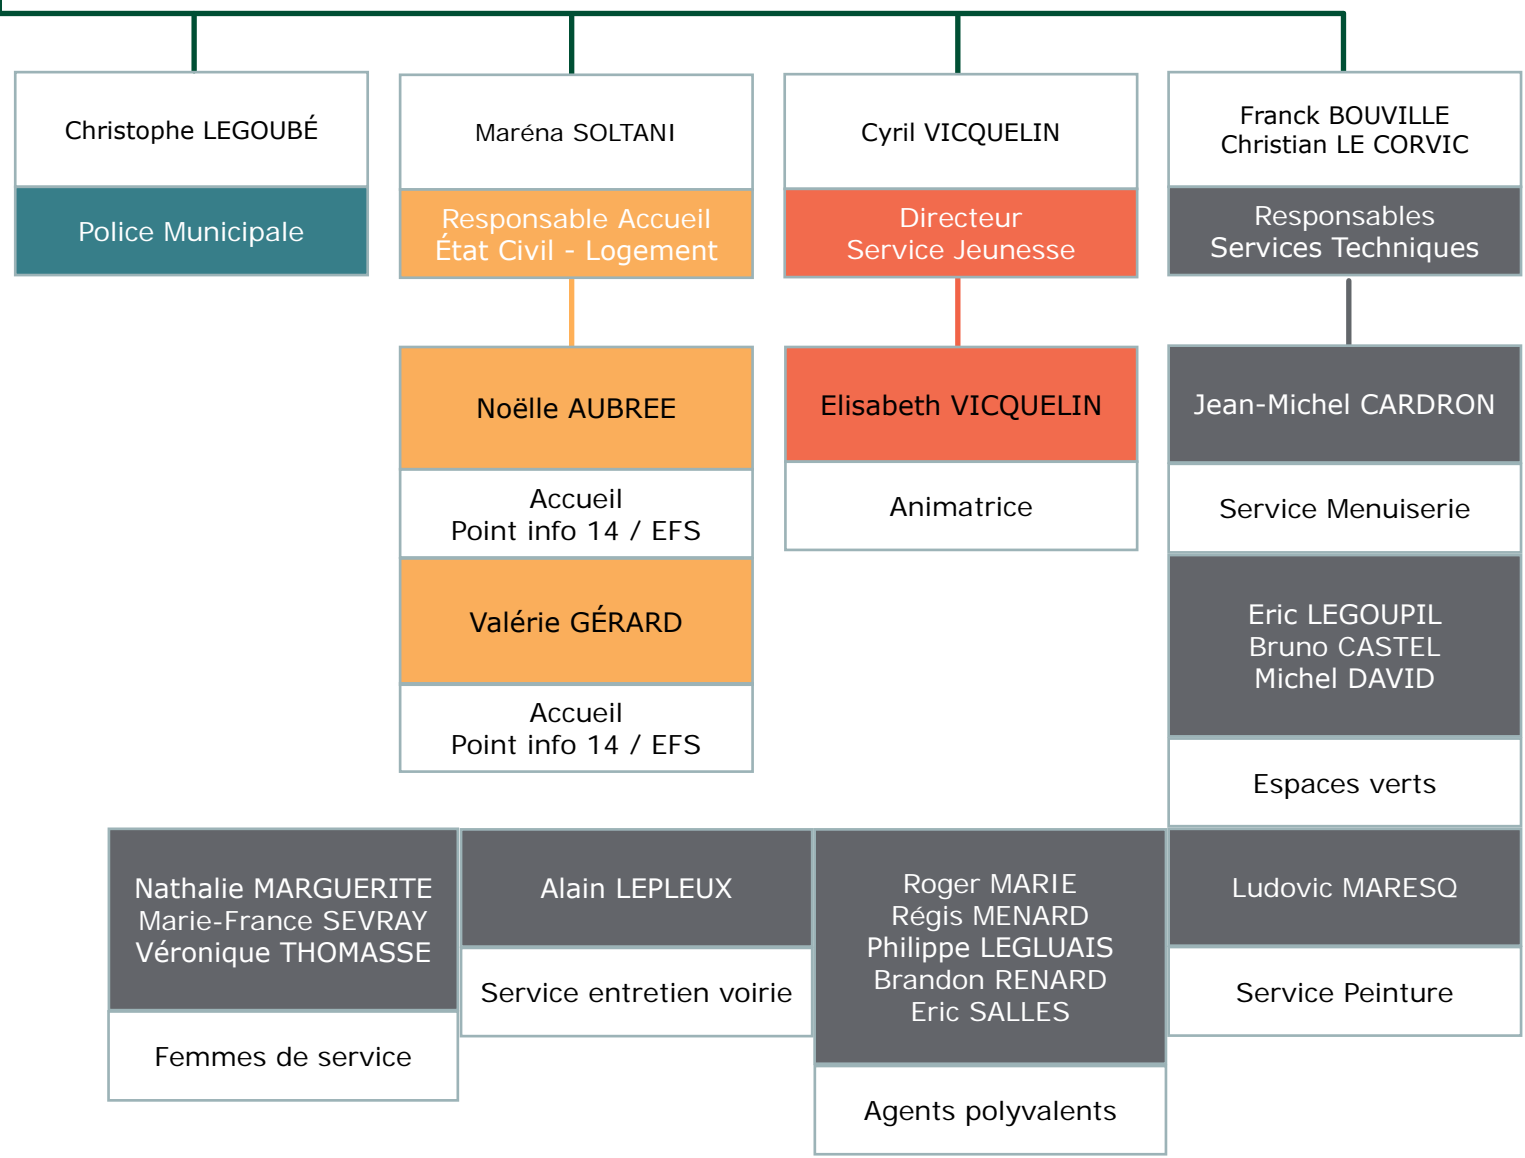 Christophe LEGOUBÉ
Police Municipale
Maréna SOLTANI
Responsable Accueil
État Civil - Logement
Cyril VICQUELIN
Directeur
Service Jeunesse
Franck BOUVILLE
Christian LE CORVIC
Responsables
Services Techniques
Noëlle AUBREE
Accueil
Point info 14 / EFS
Valérie GÉRARD
Accueil
Point info 14 / EFS
Elisabeth VICQUELIN
Animatrice
Jean-Michel CARDRON
Service Menuiserie
Eric LEGOUPIL
Bruno CASTEL
Michel DAVID
Espaces verts
Nathalie MARGUERITE
Marie-France SEVRAY
Véronique THOMASSE
Femmes de service
Alain LEPLEUX
Service entretien voirie
Roger MARIE
Régis MENARD
Philippe LEGLUAIS
Brandon RENARD
Eric SALLES
Agents polyvalents
Ludovic MARESQ
Service Peinture